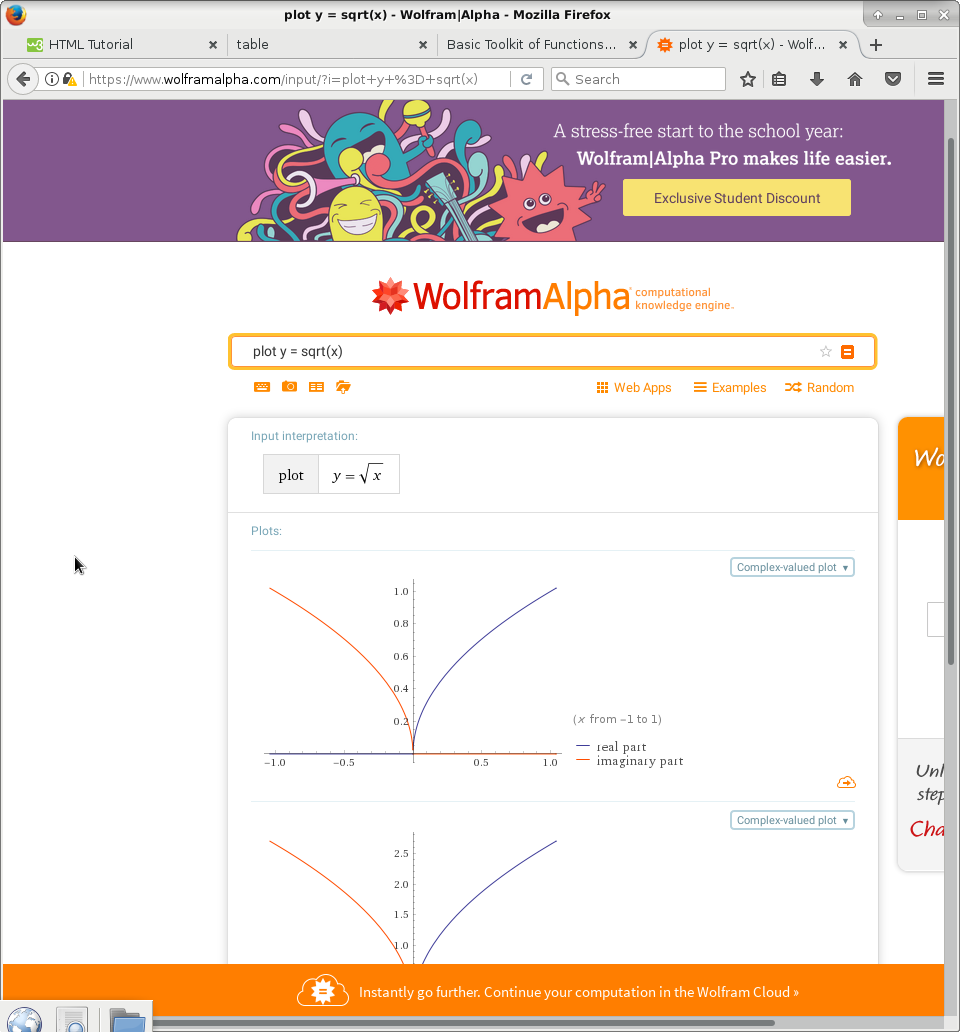 plot y = sqrt(x) - Wolfram|Alpha - Mozilla Firefox
HTML Tutorial
table
Basic Toolkit of Functions...
plot y = sqrt(x) - Wolf...
https://www.wolframalpha.com/input/?i=plot+y+%3D+sqrt(x)
Search
A stress-free start to the school year:
Wolfram|Alpha Pro makes life easier.
Exclusive Student Discount
WolframAlpha computational
knowledge engine
plot y = sqrt(x)
Web Apps
Examples
Random
Input interpretation:
plot y = √x
Plots:
Complex-valued plot
1.0
0.8
0.6
0.4
0.2
-1.0 -0.5 0.5 1.0
(x from -1 to 1)
real part
imaginary part
Complex-valued plot
2.5
2.0
1.5
1.0
Instantly go further. Continue your computation in the Wolfram Cloud »